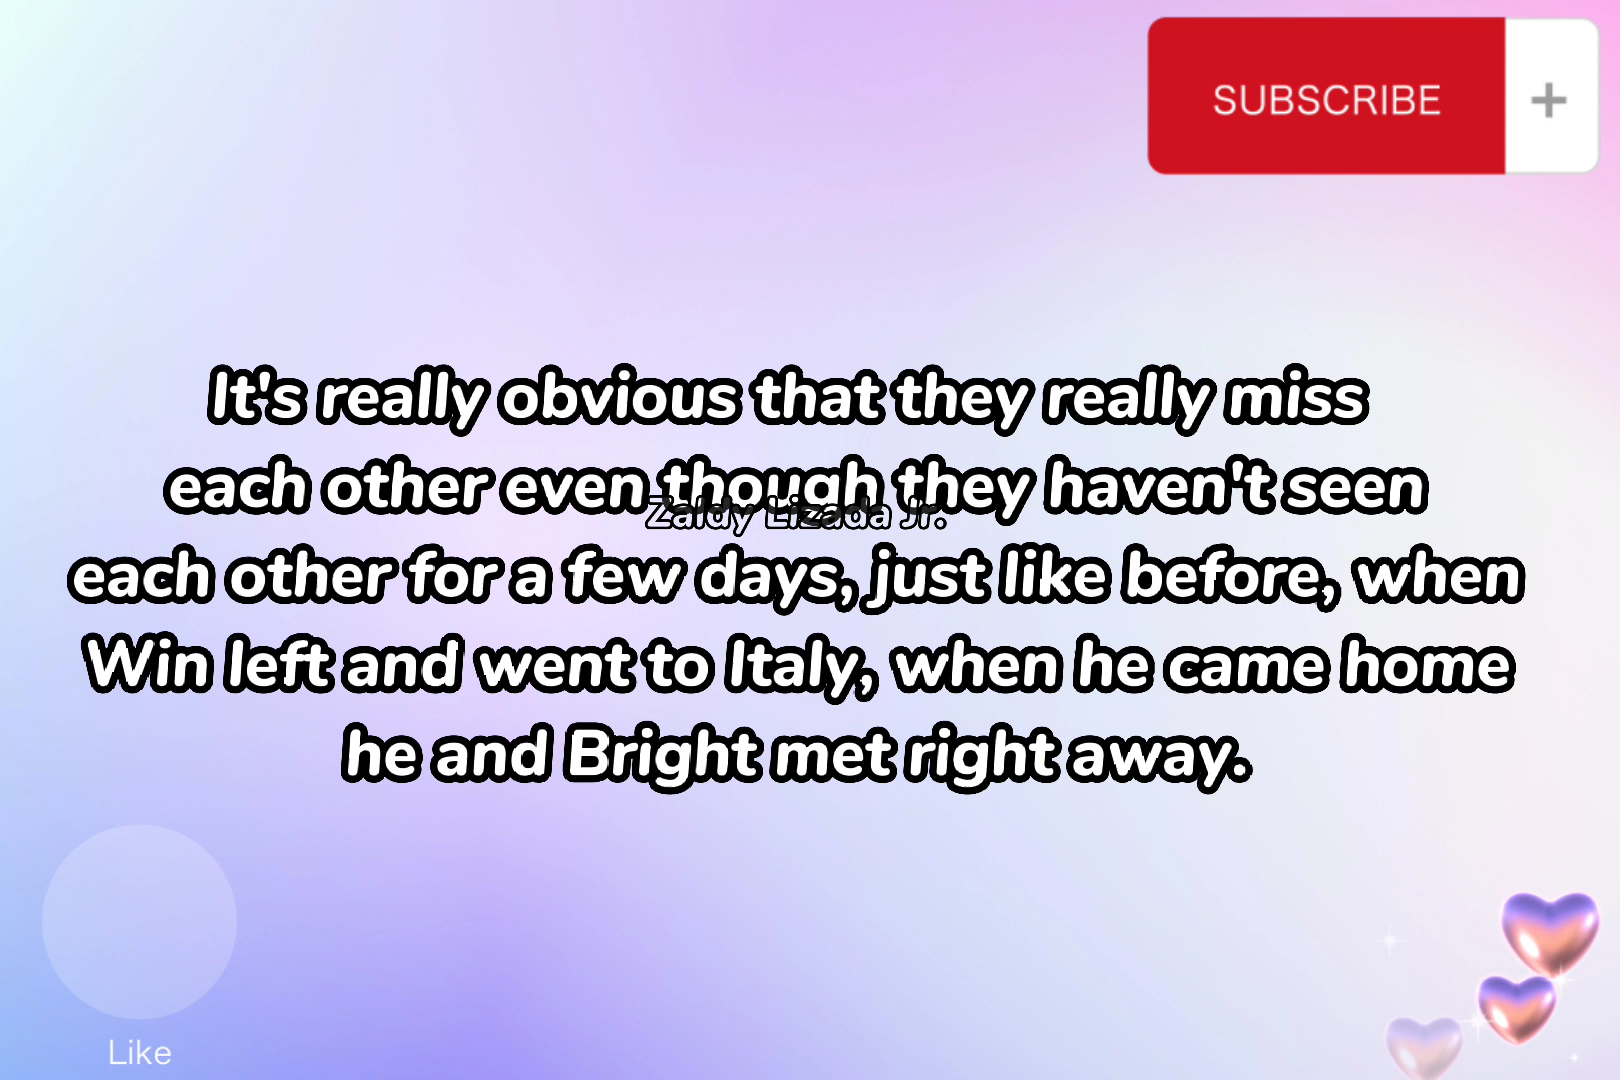 SUBSCRIBE +
It's really obvious that they really miss
each other even though they haven't seen
Zaldy Lizada Jr.
each other for a few days, just like before, when
Win left and went to Italy, when he came home
he and Bright met right away.
Like